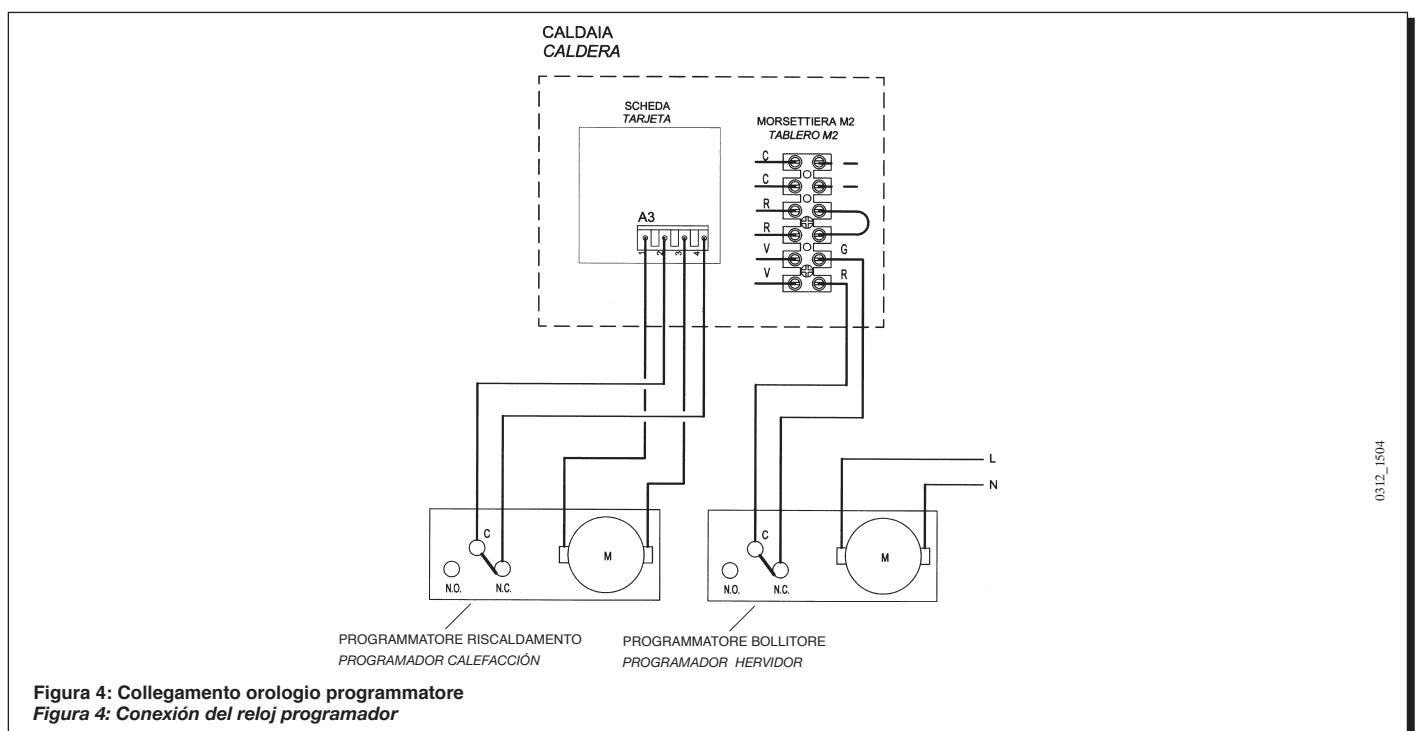 CALDAIA
CALDERA
SCHEDA
TARJETA
MORSETTIERA M2
TABLERO M2
C
C
R
R
V G
V R
A3
1 2 3 4
L
N
C
M
N.O. N.C.
C
M
N.O. N.C.
PROGRAMMATORE RISCALDAMENTO
PROGRAMADOR CALEFACCIÓN
PROGRAMMATORE BOLLITORE
PROGRAMADOR HERVIDOR
0312_1504
Figura 4: Collegamento orologio programmatore
Figura 4: Conexión del reloj programador